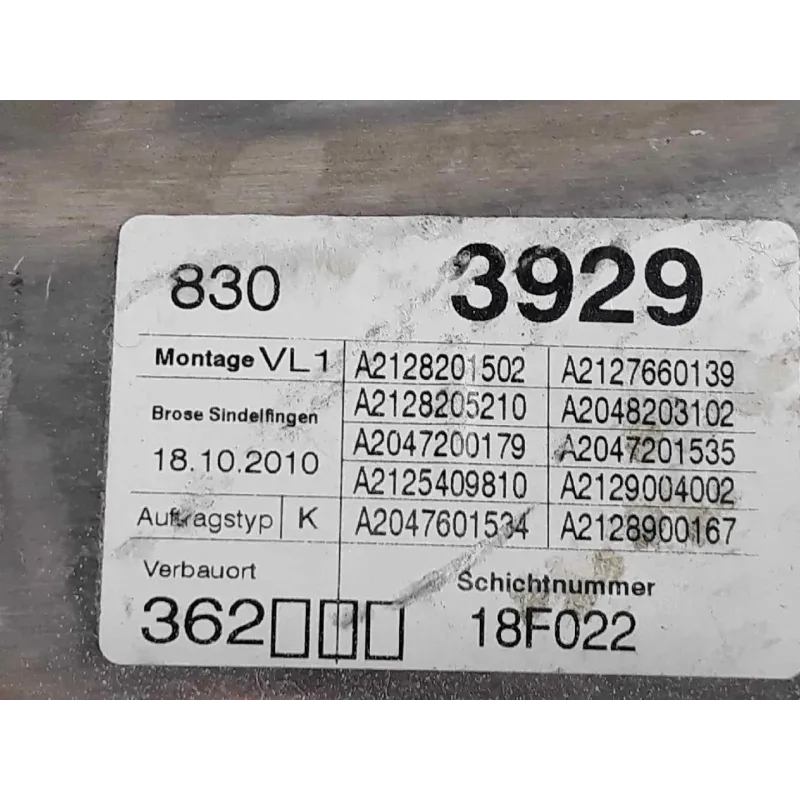 830 3929
Montage VL1 A2128201502 A2127660139
A2128205210 A2048203102
Brose Sindelfingen
A2047200179 A2047201535
18.10.2010
A2125409810 A2129004002
Auftragstyp K A2047601534 A2128900167
Verbauort Schichtnummer
362 18F022